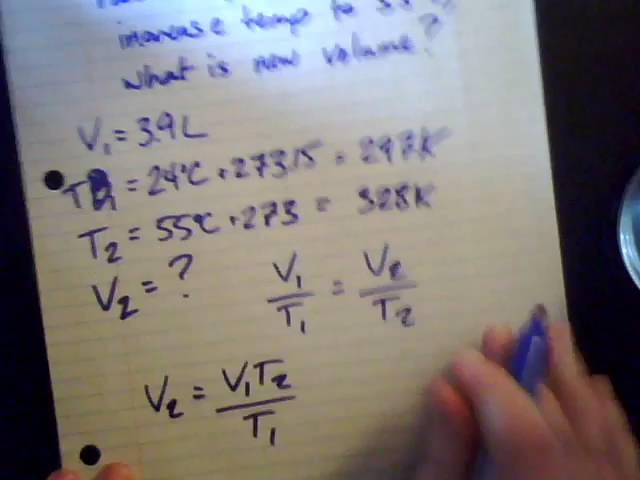 increase temp to 55
what is new volume?
V₁ = 3.9L
T₁ = 24°C + 273.15 = 297K
T₂ = 55°C + 273 = 328K
V₂ = ?
V₁/T₁ = V₂/T₂
V₂ = V₁T₂/T₁